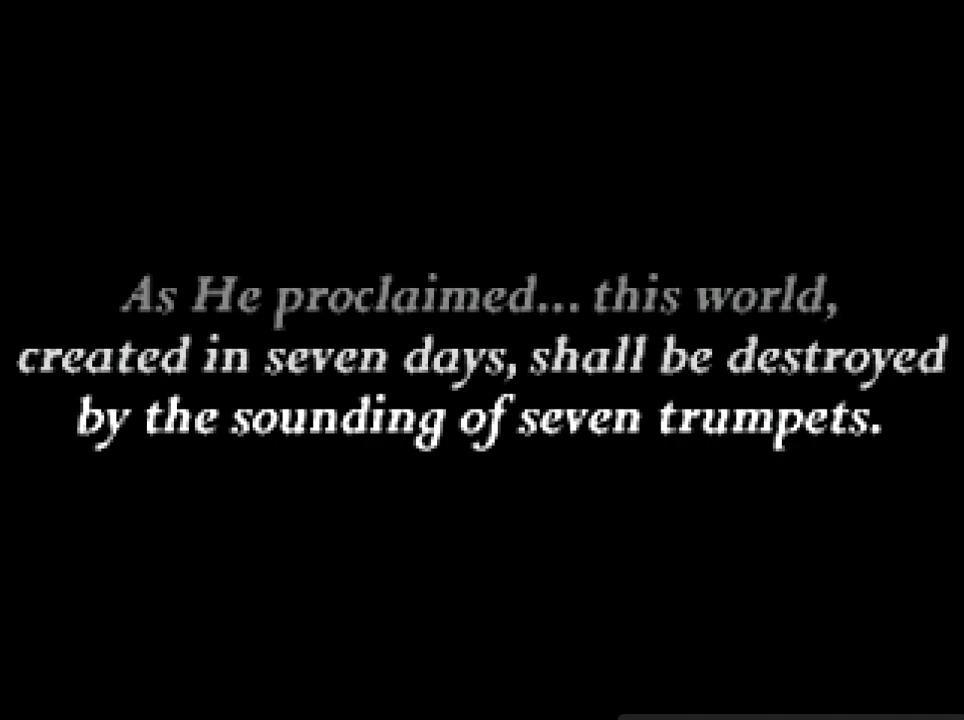 As He proclaimed... this world,
created in seven days, shall be destroyed
by the sounding of seven trumpets.